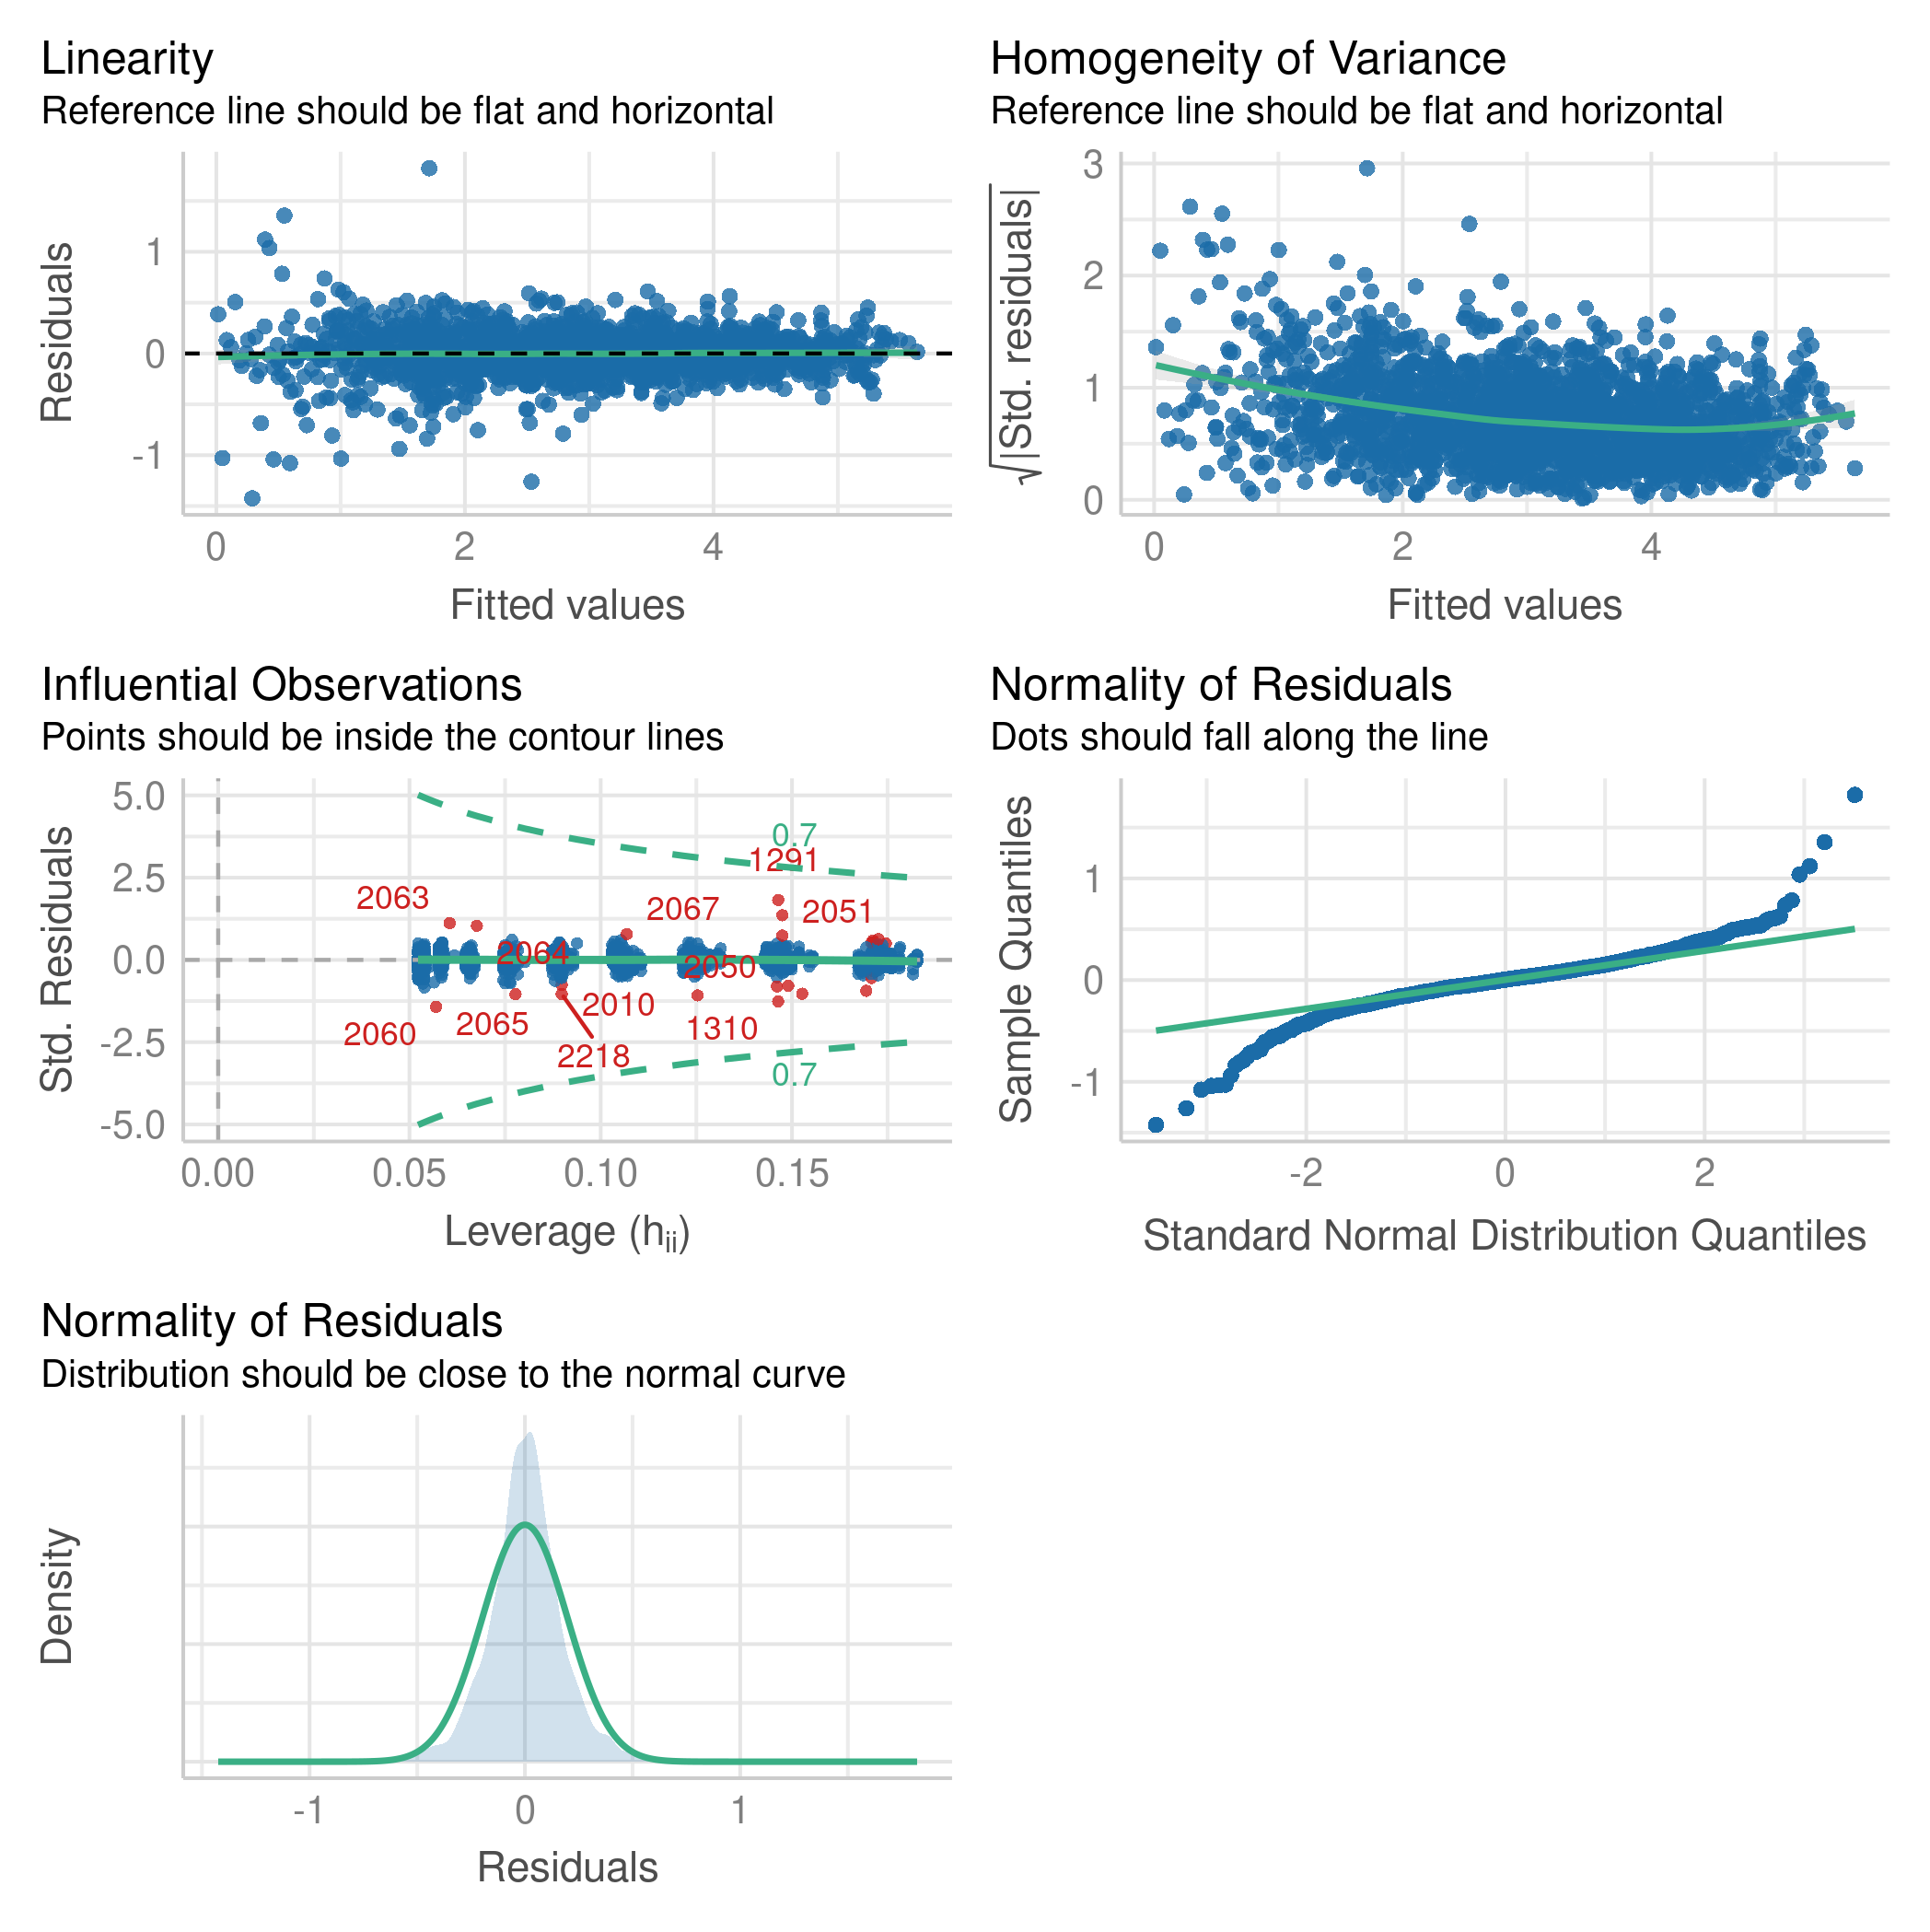 Linearity
Reference line should be flat and horizontal
Residuals
1
0
-1
0 2 4
Fitted values
Homogeneity of Variance
Reference line should be flat and horizontal
√|Std. residuals|
3
2
1
0
0 2 4
Fitted values
Influential Observations
Points should be inside the contour lines
Std. Residuals
5.0
2.5
0.0
-2.5
-5.0
0.7
1291
2063
2067
2051
2064
2050
2010
2065
1310
2060
2218
0.7
0.00 0.05 0.10 0.15
Leverage (hii)
Normality of Residuals
Dots should fall along the line
Sample Quantiles
1
0
-1
-2 0 2
Standard Normal Distribution Quantiles
Normality of Residuals
Distribution should be close to the normal curve
Density
-1 0 1
Residuals